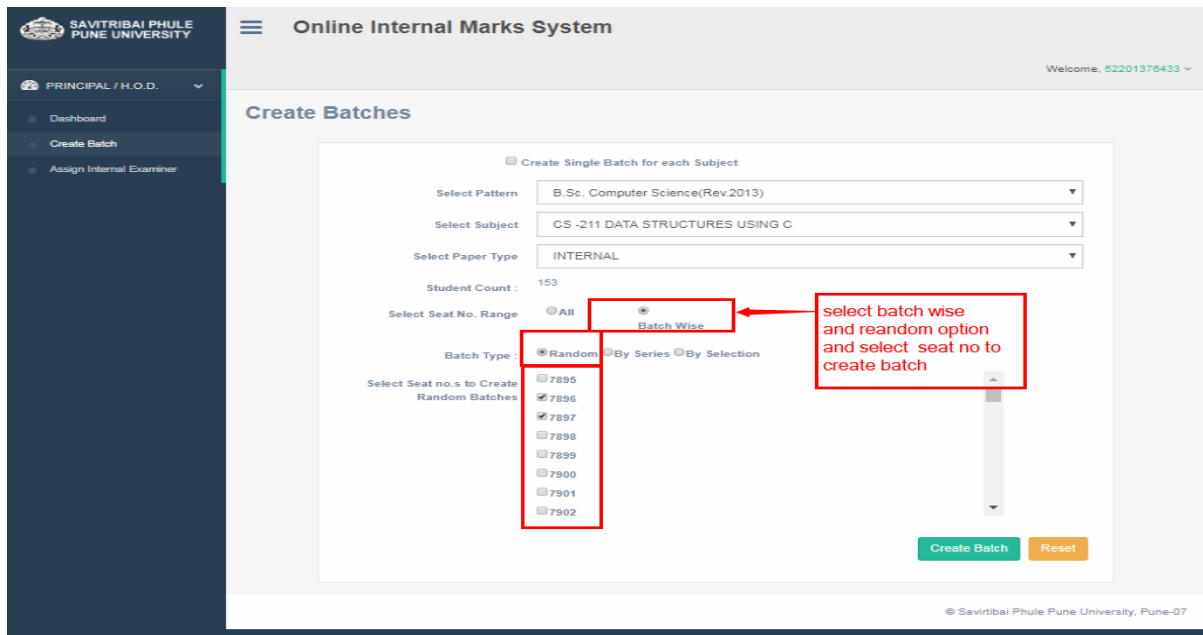 SAVITRIBAI PHULE
PUNE UNIVERSITY
Online Internal Marks System
Welcome, 52201376433
PRINCIPAL / H.O.D.
Dashboard
Create Batch
Assign Internal Examiner
Create Batches
Create Single Batch for each Subject
Select Pattern B.Sc. Computer Science(Rev.2013)
Select Subject CS -211 DATA STRUCTURES USING C
Select Paper Type INTERNAL
Student Count : 153
Select Seat No. Range All Batch Wise
select batch wise
and reandom option
and select seat no to
create batch
Batch Type : Random By Series By Selection
Select Seat no.s to Create
Random Batches
7895
7896
7897
7898
7899
7900
7901
7902
Create Batch Reset
© Savirtibai Phule Pune University, Pune-07